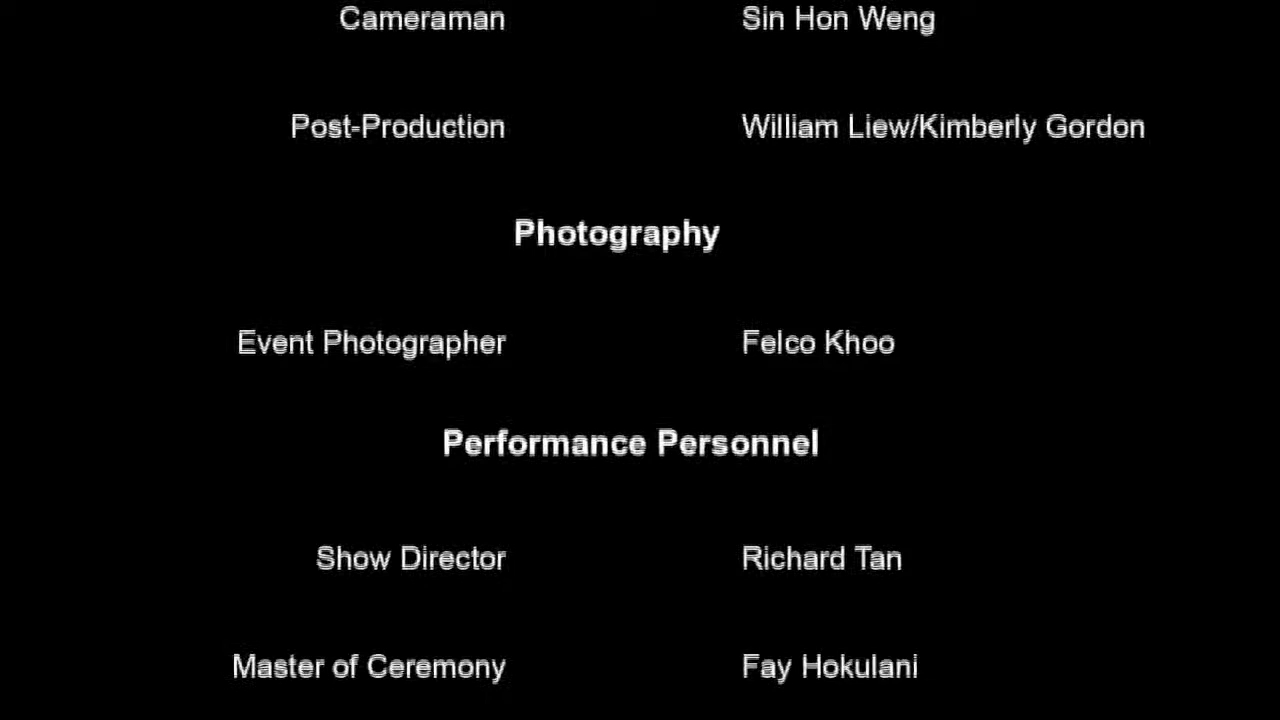 Cameraman Sin Hon Weng
Post-Production William Liew/Kimberly Gordon
Photography
Event Photographer Felco Khoo
Performance Personnel
Show Director Richard Tan
Master of Ceremony Fay Hokulani